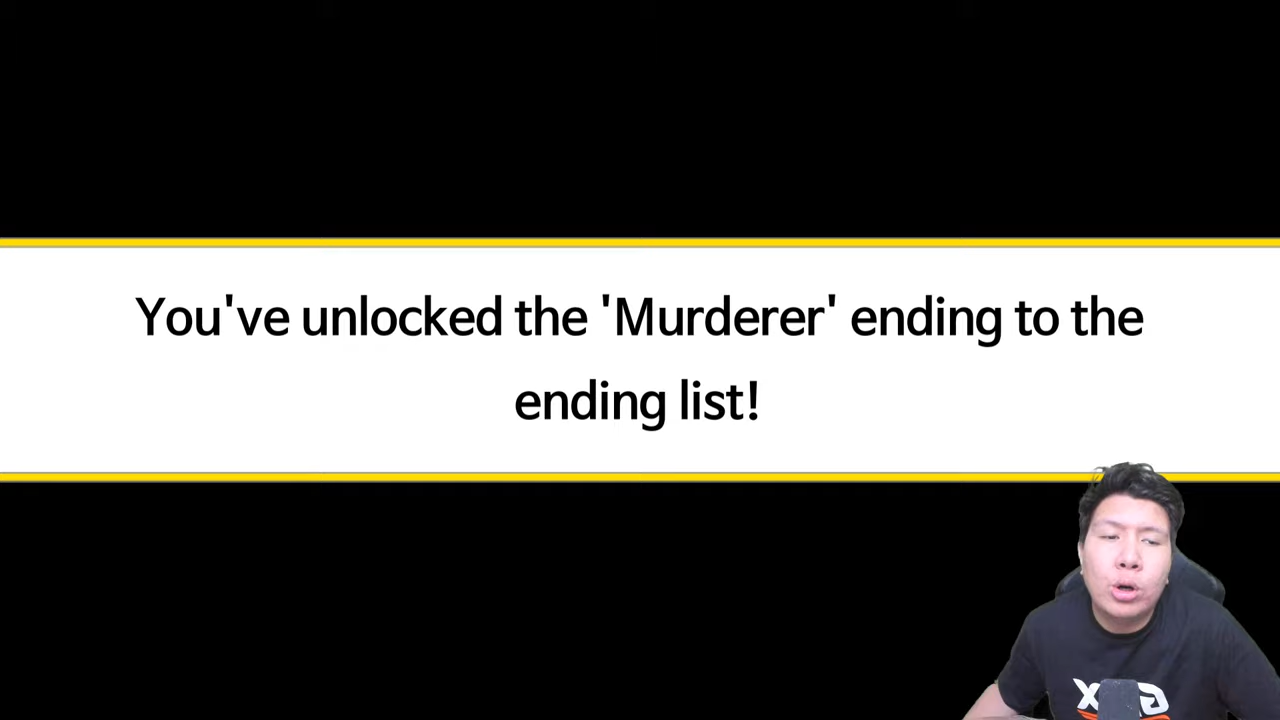 You've unlocked the 'Murderer' ending to the
ending list!